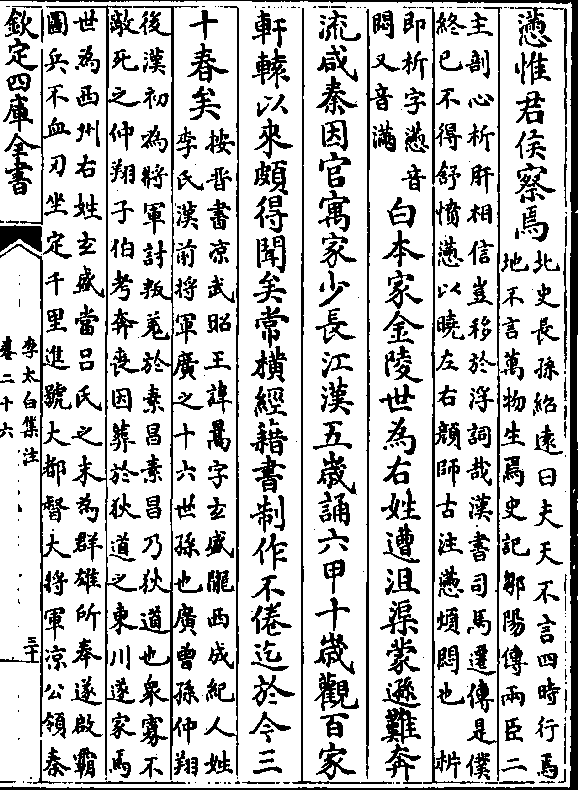 懣惟君侯察焉
北史長孫紹遠曰夫天不言四時行焉
地不言萬物生焉史記鄒陽傳兩臣二
主剖心析肝相信豈移於浮詞哉漢書司馬遷傳是僕
終已不得舒憤懣以曉左右顔師古注懣煩悶也㭊
即析字懣音
悶又音滿
白本家金陵世為右姓遭沮渠蒙遜難奔
流咸秦因官寓家少長江漢五歲誦六甲十歲觀百家
軒轅以來頗得聞矣常橫經籍書制作不倦迄於今三
十春矣
按晉書凉武昭王諱暠字玄盛隴西成紀人姓
李氏漢前將軍廣之十六世孫也廣曾孫仲翔
後漢初為將軍討叛羌於素昌素昌乃狄道也衆寡不
敵死之仲翔子伯考奔喪因葬於狄道之東川遂家焉
世為西州右姓玄盛當吕氏之末為群雄所奉遂啟霸
圖兵不血刃坐定千里進號大都督大將軍凉公領秦
欽定四庫全書
李太白集注
卷二十六
三十